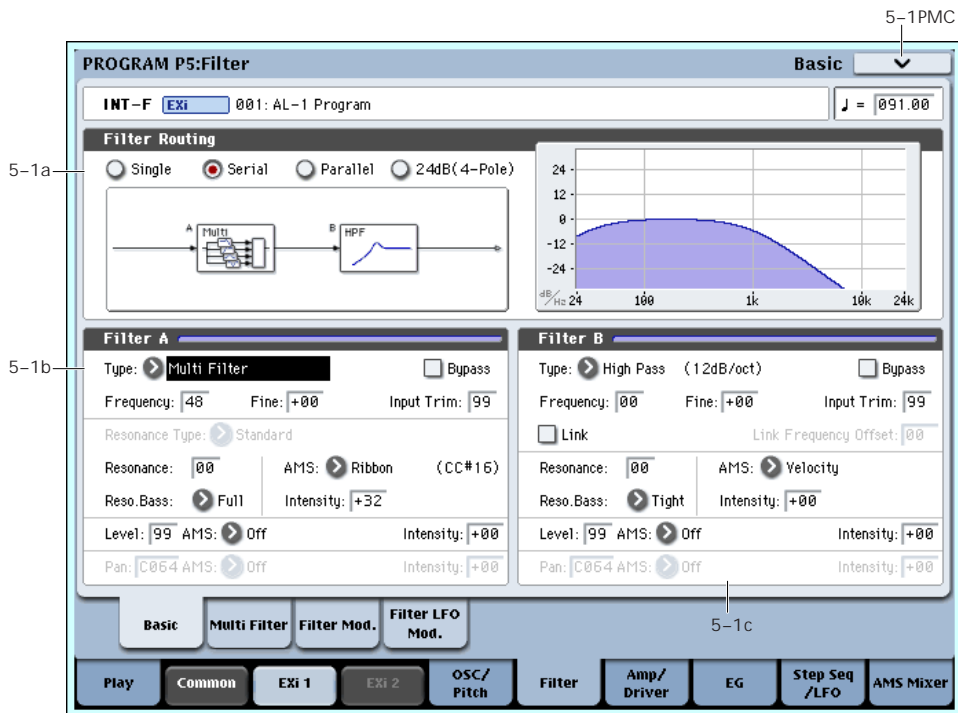 5-1PMC
PROGRAM P5:Filter Basic
INT-F EXi 001: AL-1 Program ♩ = 091.00
Filter Routing
5-1a
Single Serial Parallel 24dB(4-Pole)
A Multi B HPF
24
12
0
-12
-24
dB/Hz 24 100 1k 10k 24k
5-1b
Filter A
Type: Multi Filter Bypass
Frequency: 48 Fine: +00 Input Trim: 99
Resonance Type: Standard
Resonance: 00 AMS: Ribbon (CC#16)
Reso.Bass: Full Intensity: +32
Level: 99 AMS: Off Intensity: +00
Pan: C064 AMS: Off Intensity: +00
Filter B
Type: High Pass (12dB/oct) Bypass
Frequency: 00 Fine: +00 Input Trim: 99
Link Link Frequency Offset: 00
Resonance: 00 AMS: Velocity
Reso.Bass: Tight Intensity: +00
Level: 99 AMS: Off Intensity: +00
Pan: C064 AMS: Off Intensity: +00
5-1c
Basic Multi Filter Filter Mod. Filter LFO
Mod.
Play Common EXi 1 EXi 2 OSC/
Pitch Filter Amp/
Driver EG Step Seq
/LFO AMS Mixer